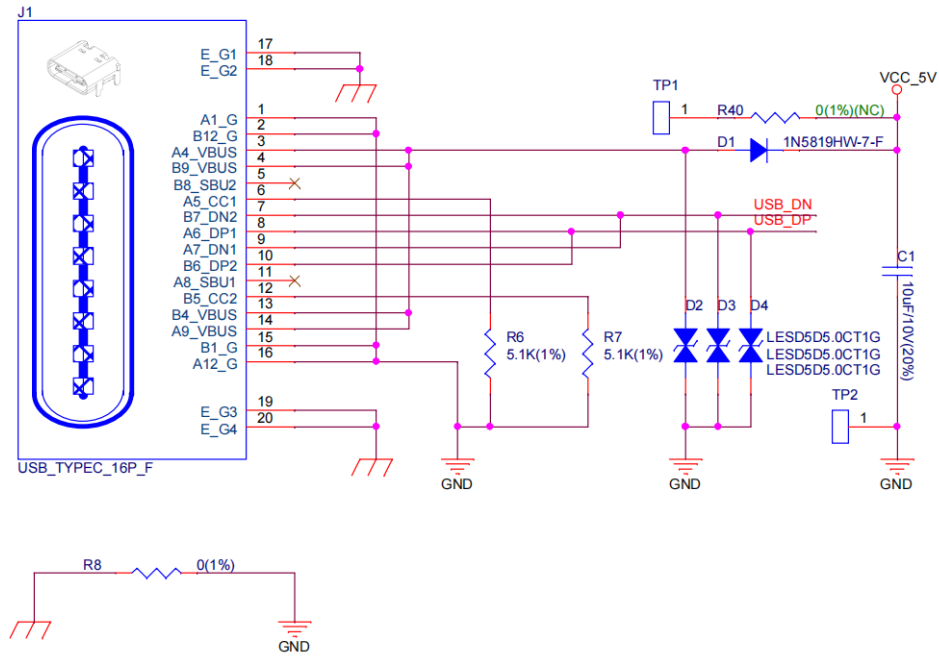 J1
E_G1 17
E_G2 18
A1_G 1
B12_G 2
A4_VBUS 3
B9_VBUS 4
B8_SBU2 5
A5_CC1 6
B7_DN2 7
A6_DP1 8
A7_DN1 9
B6_DP2 10
A8_SBU1 11
B5_CC2 12
B4_VBUS 13
A9_VBUS 14
B1_G 15
A12_G 16
E_G3 19
E_G4 20
USB_TYPEC_16P_F
TP1
1
R40 0(1%)(NC)
VCC_5V
D1 1N5819HW-7-F
USB_DN
USB_DP
C1
10uF/10V(20%)
D2 D3 D4
LESD5D5.0CT1G
LESD5D5.0CT1G
LESD5D5.0CT1G
R6
5.1K(1%)
R7
5.1K(1%)
TP2
1
GND
GND
GND
R8 0(1%)
GND